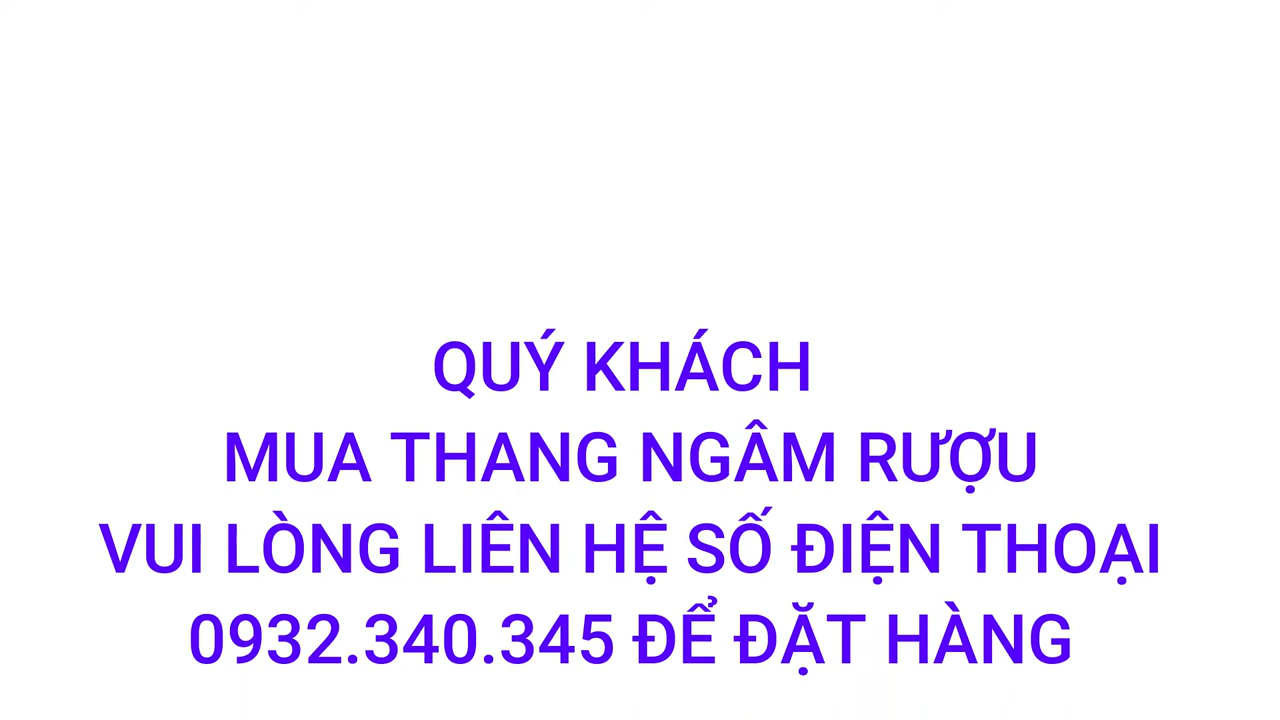 QUÝ KHÁCH
MUA THANG NGÂM RƯỢU
VUI LÒNG LIÊN HỆ SỐ ĐIỆN THOẠI
0932.340.345 ĐỂ ĐẶT HÀNG